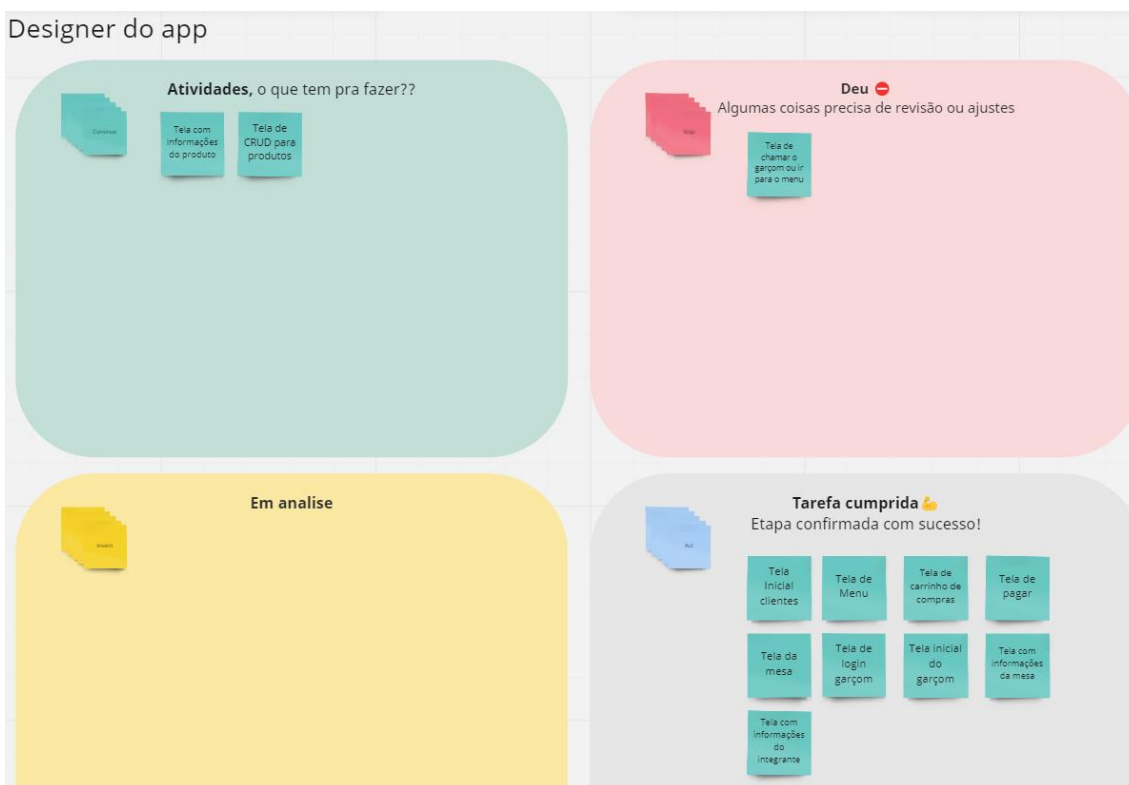 Designer do app
Atividades, o que tem pra fazer??
Continue
Tela com
informações
do produto
Tela de
CRUD para
produtos
Deu ⛔
Algumas coisas precisa de revisão ou ajustes
Stop
Tela de
chamar o
garçom ou ir
para o menu
Em analise
Invent
Tarefa cumprida 💪
Etapa confirmada com sucesso!
Act
Tela
Inicial
clientes
Tela de
Menu
Tela de
carrinho de
compras
Tela de
pagar
Tela da
mesa
Tela de
login
garçom
Tela inicial
do
garçom
Tela com
informações
da mesa
Tela com
informações
do
integrante